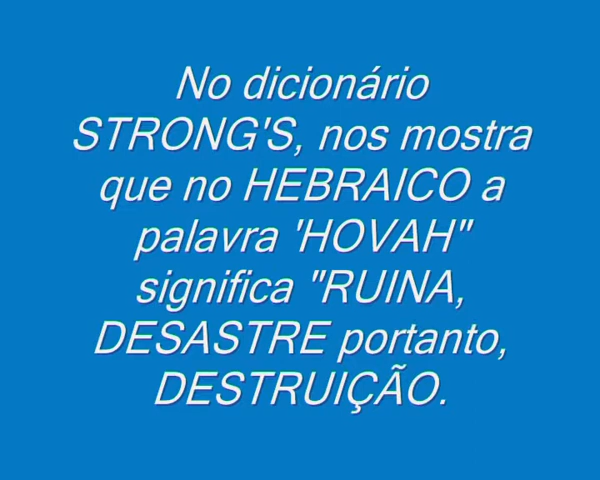 No dicionário
STRONG'S, nos mostra
que no HEBRAICO a
palavra 'HOVAH"
significa "RUINA,
DESASTRE portanto,
DESTRUIÇÃO.